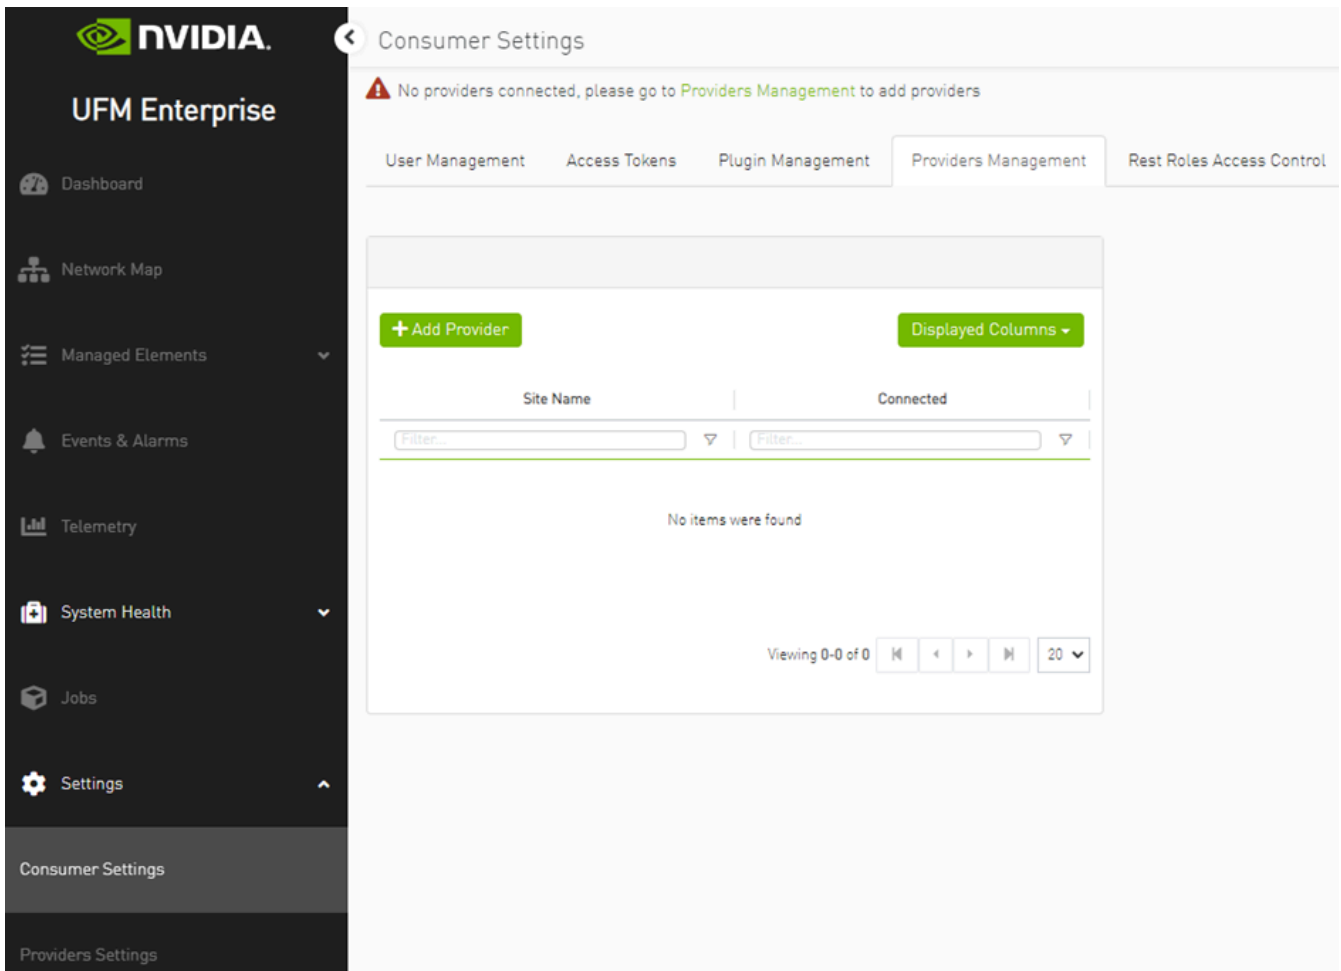 NVIDIA.
UFM Enterprise
Dashboard
Network Map
Managed Elements
Events & Alarms
Telemetry
System Health
Jobs
Settings
Consumer Settings
Providers Settings
Consumer Settings
No providers connected, please go to Providers Management to add providers
User Management Access Tokens Plugin Management Providers Management Rest Roles Access Control
Add Provider Displayed Columns
Site Name Connected
Filter... Filter...
No items were found
Viewing 0-0 of 0 20